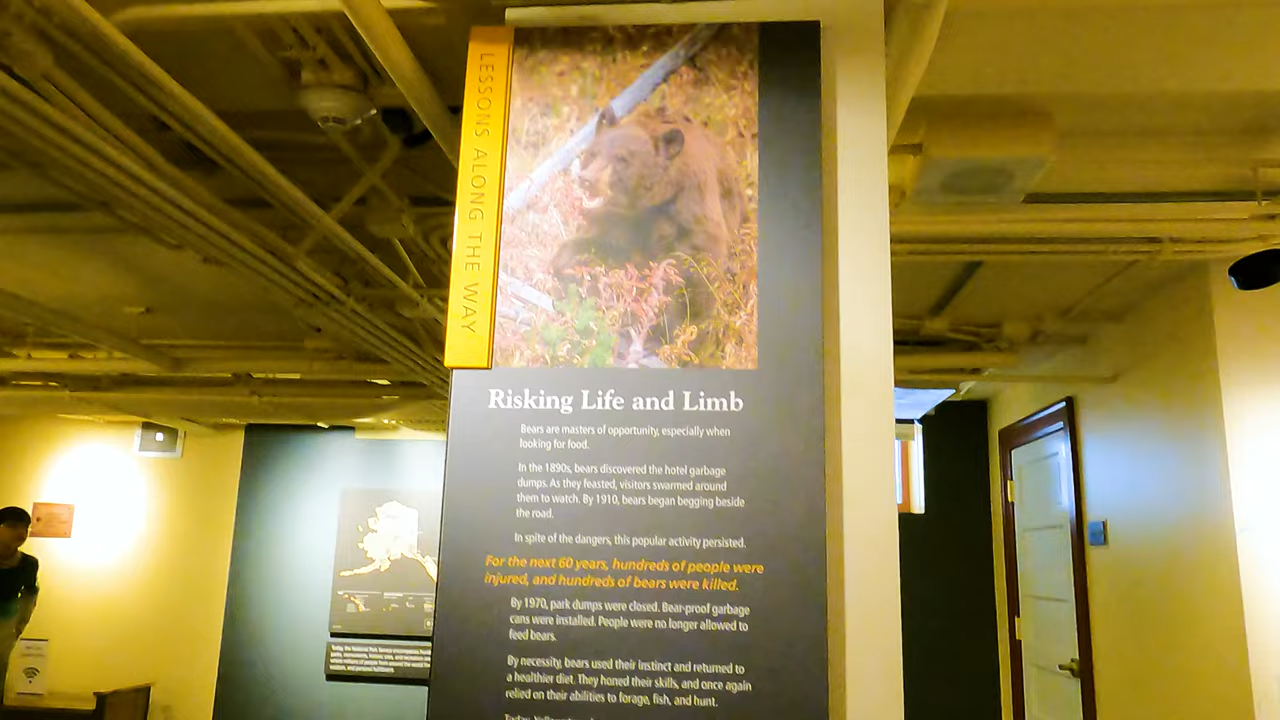 LESSONS ALONG THE WAY
Risking Life and Limb
Bears are masters of opportunity, especially when
looking for food.
In the 1890s, bears discovered the hotel garbage
dumps. As they feasted, visitors swarmed around
them to watch. By 1910, bears began begging beside
the road.
In spite of the dangers, this popular activity persisted.
For the next 60 years, hundreds of people were
injured, and hundreds of bears were killed.
By 1970, park dumps were closed. Bear-proof garbage
cans were installed. People were no longer allowed to
feed bears.
By necessity, bears used their instinct and returned to
a healthier diet. They honed their skills, and once again
relied on their abilities to forage, fish, and hunt.
Today, the National Park Service